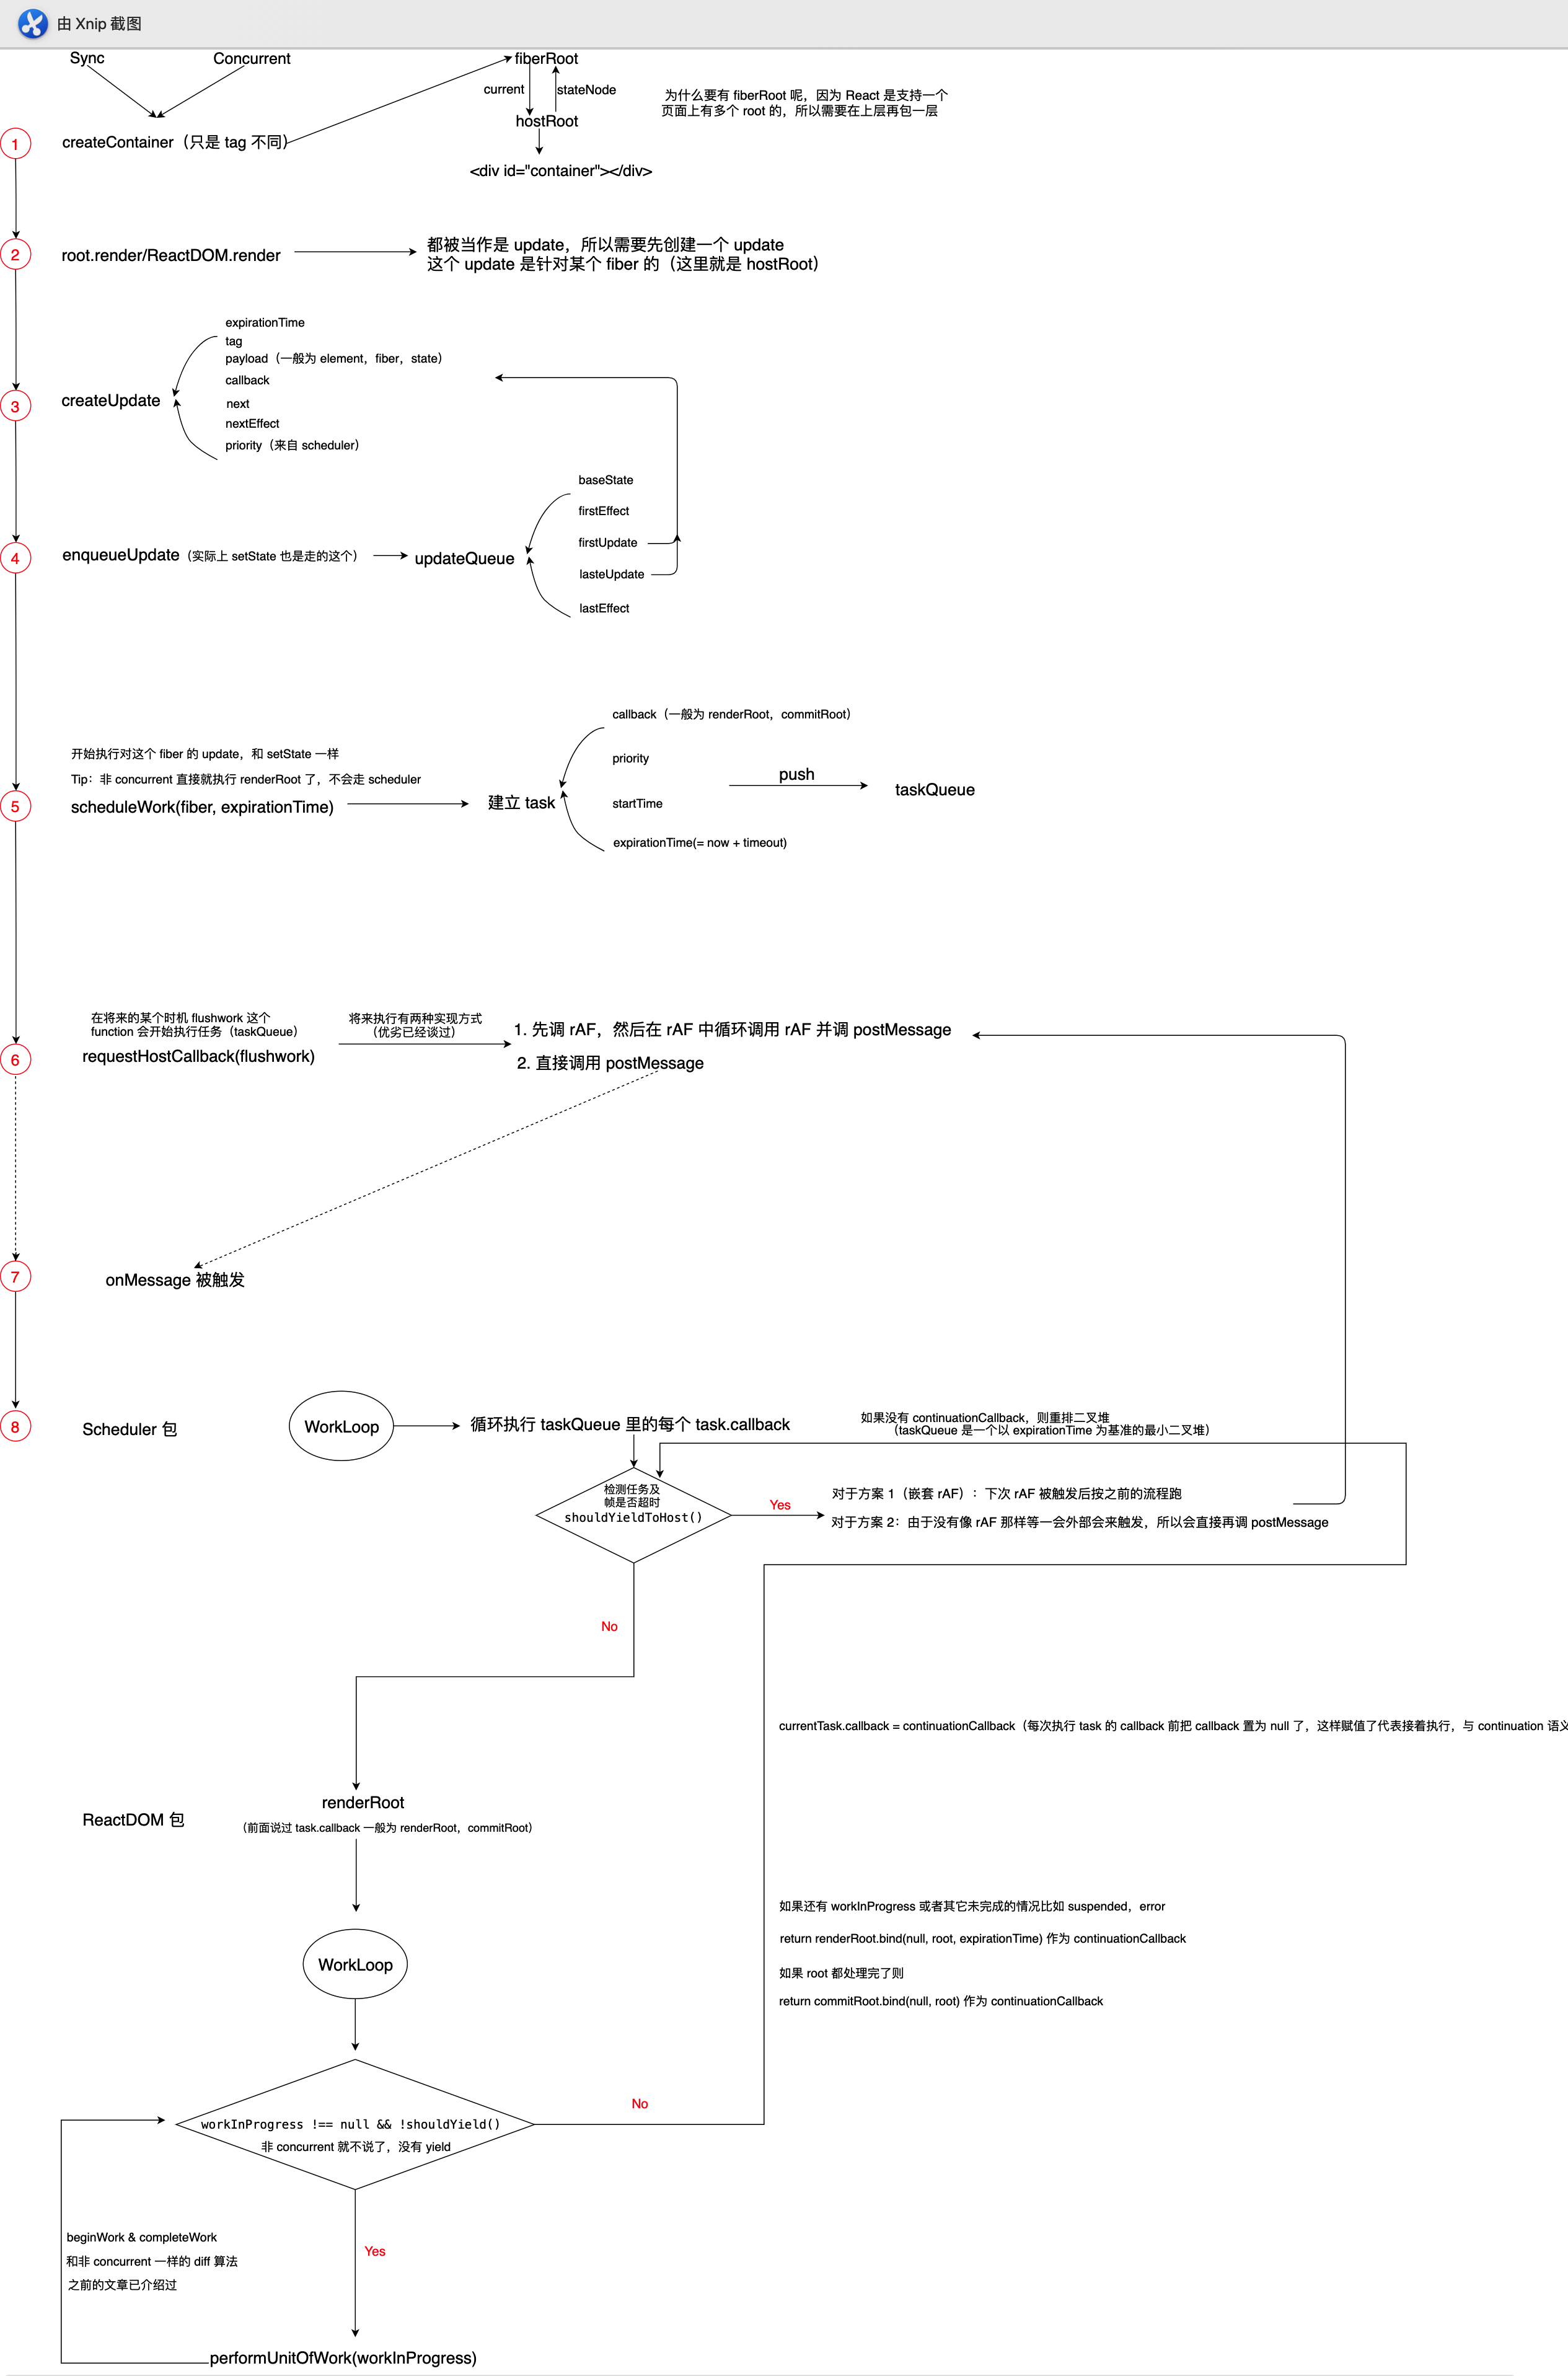 由 Xnip 截图
Sync
Concurrent
fiberRoot
current
stateNode
为什么要有 fiberRoot 呢，因为 React 是支持一个
页面上有多个 root 的，所以需要在上层再包一层
hostRoot
1
createContainer（只是 tag 不同）
<div id="container"></div>
2
root.render/ReactDOM.render
都被当作是 update，所以需要先创建一个 update
这个 update 是针对某个 fiber 的（这里就是 hostRoot）
expirationTime
tag
payload（一般为 element，fiber，state）
callback
3
createUpdate
next
nextEffect
priority（来自 scheduler）
baseState
firstEffect
firstUpdate
4
enqueueUpdate（实际上 setState 也是走的这个）
updateQueue
lasteUpdate
lastEffect
callback（一般为 renderRoot，commitRoot）
开始执行对这个 fiber 的 update，和 setState 一样
priority
Tip：非 concurrent 直接就执行 renderRoot 了，不会走 scheduler
push
5
scheduleWork(fiber, expirationTime)
建立 task
startTime
taskQueue
expirationTime(= now + timeout)
在将来的某个时机 flushwork 这个
function 会开始执行任务（taskQueue）
将来执行有两种实现方式
（优劣已经谈过）
1. 先调 rAF，然后在 rAF 中循环调用 rAF 并调 postMessage
6
requestHostCallback(flushwork)
2. 直接调用 postMessage
7
onMessage 被触发
8
Scheduler 包
WorkLoop
循环执行 taskQueue 里的每个 task.callback
如果没有 continuationCallback，则重排二叉堆
（taskQueue 是一个以 expirationTime 为基准的最小二叉堆）
检测任务及
帧是否超时
shouldYieldToHost()
Yes
对于方案 1（嵌套 rAF）：下次 rAF 被触发后按之前的流程跑
对于方案 2：由于没有像 rAF 那样等一会外部会来触发，所以会直接再调 postMessage
No
currentTask.callback = continuationCallback（每次执行 task 的 callback 前把 callback 置为 null 了，这样赋值了代表接着执行，与 continuation 语义
renderRoot
ReactDOM 包
（前面说过 task.callback 一般为 renderRoot，commitRoot）
如果还有 workInProgress 或者其它未完成的情况比如 suspended，error
return renderRoot.bind(null, root, expirationTime) 作为 continuationCallback
WorkLoop
如果 root 都处理完了则
return commitRoot.bind(null, root) 作为 continuationCallback
No
workInProgress !== null && !shouldYield()
非 concurrent 就不说了，没有 yield
beginWork & completeWork
Yes
和非 concurrent 一样的 diff 算法
之前的文章已介绍过
performUnitOfWork(workInProgress)